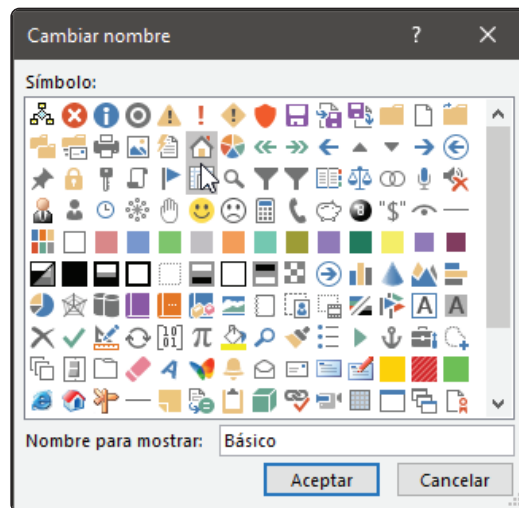 Cambiar nombre
Símbolo:
"$"
π
A A
A
Nombre para mostrar: Básico
Aceptar Cancelar